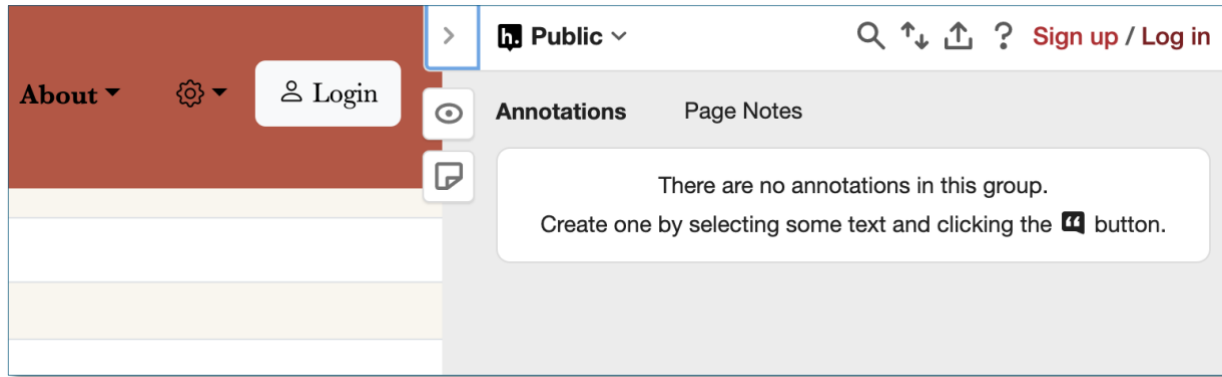 About
Login
h. Public
? Sign up / Log in
Annotations
Page Notes
There are no annotations in this group.
Create one by selecting some text and clicking the button.